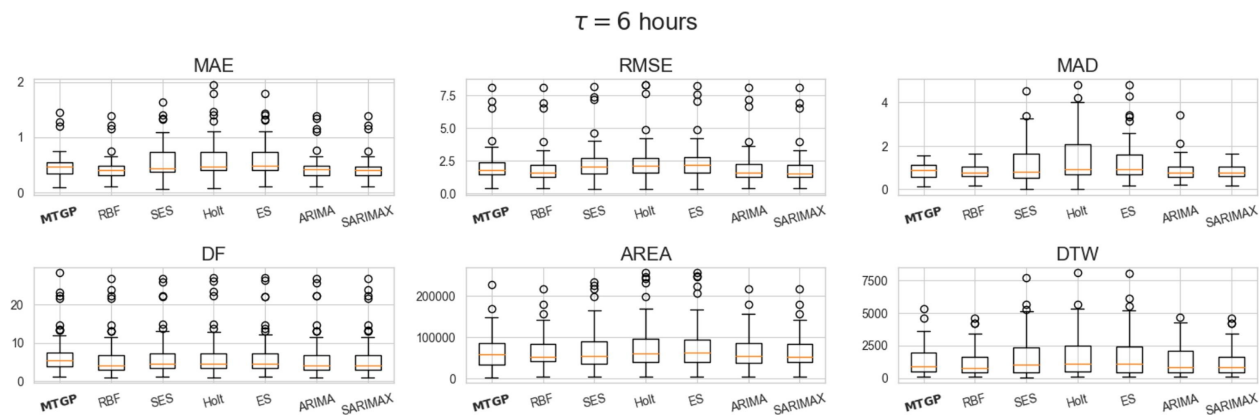 τ = 6 hours
MAE
RMSE
MAD
2
1
0
7.5
5.0
2.5
0.0
4
2
0
MTGP RBF SES Holt ES ARIMA SARIMAX
MTGP RBF SES Holt ES ARIMA SARIMAX
MTGP RBF SES Holt ES ARIMA SARIMAX
DF
AREA
DTW
20
10
0
200000
100000
0
7500
5000
2500
0
MTGP RBF SES Holt ES ARIMA SARIMAX
MTGP RBF SES Holt ES ARIMA SARIMAX
MTGP RBF SES Holt ES ARIMA SARIMAX